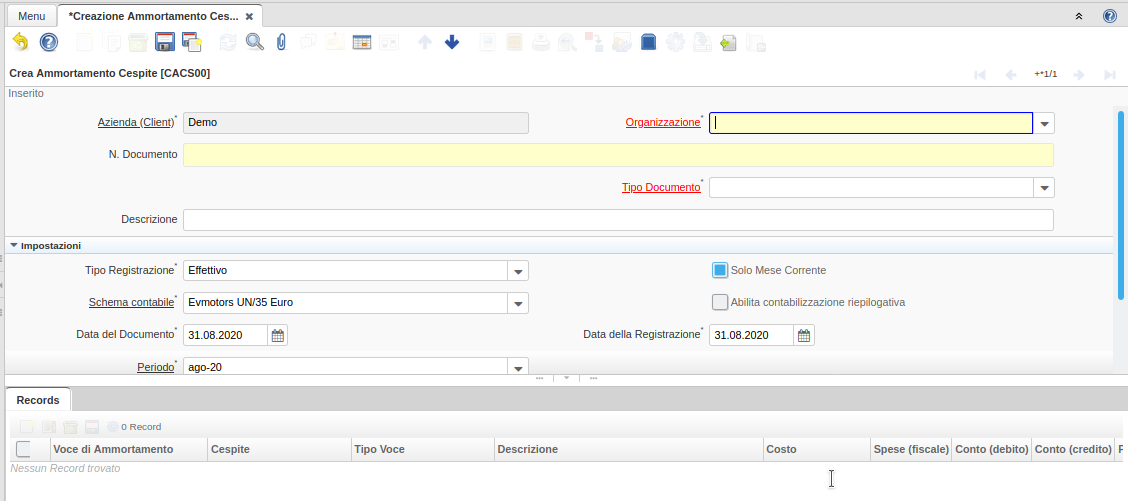 Menu
*Creazione Ammortamento Ces...
Crea Ammortamento Cespite [CACS00]
+*1/1
Inserito
Azienda (Client)* Demo Organizzazione*
N. Documento
Tipo Documento*
Descrizione
Impostazioni
Tipo Registrazione* Effettivo Solo Mese Corrente
Schema contabile* Evmotors UN/35 Euro Abilita contabilizzazione riepilogativa
Data del Documento* 31.08.2020 Data della Registrazione* 31.08.2020
Periodo* ago-20
Records
0 Record
Voce di Ammortamento Cespite Tipo Voce Descrizione Costo Spese (fiscale) Conto (debito) Conto (credito)
Nessun Record trovato